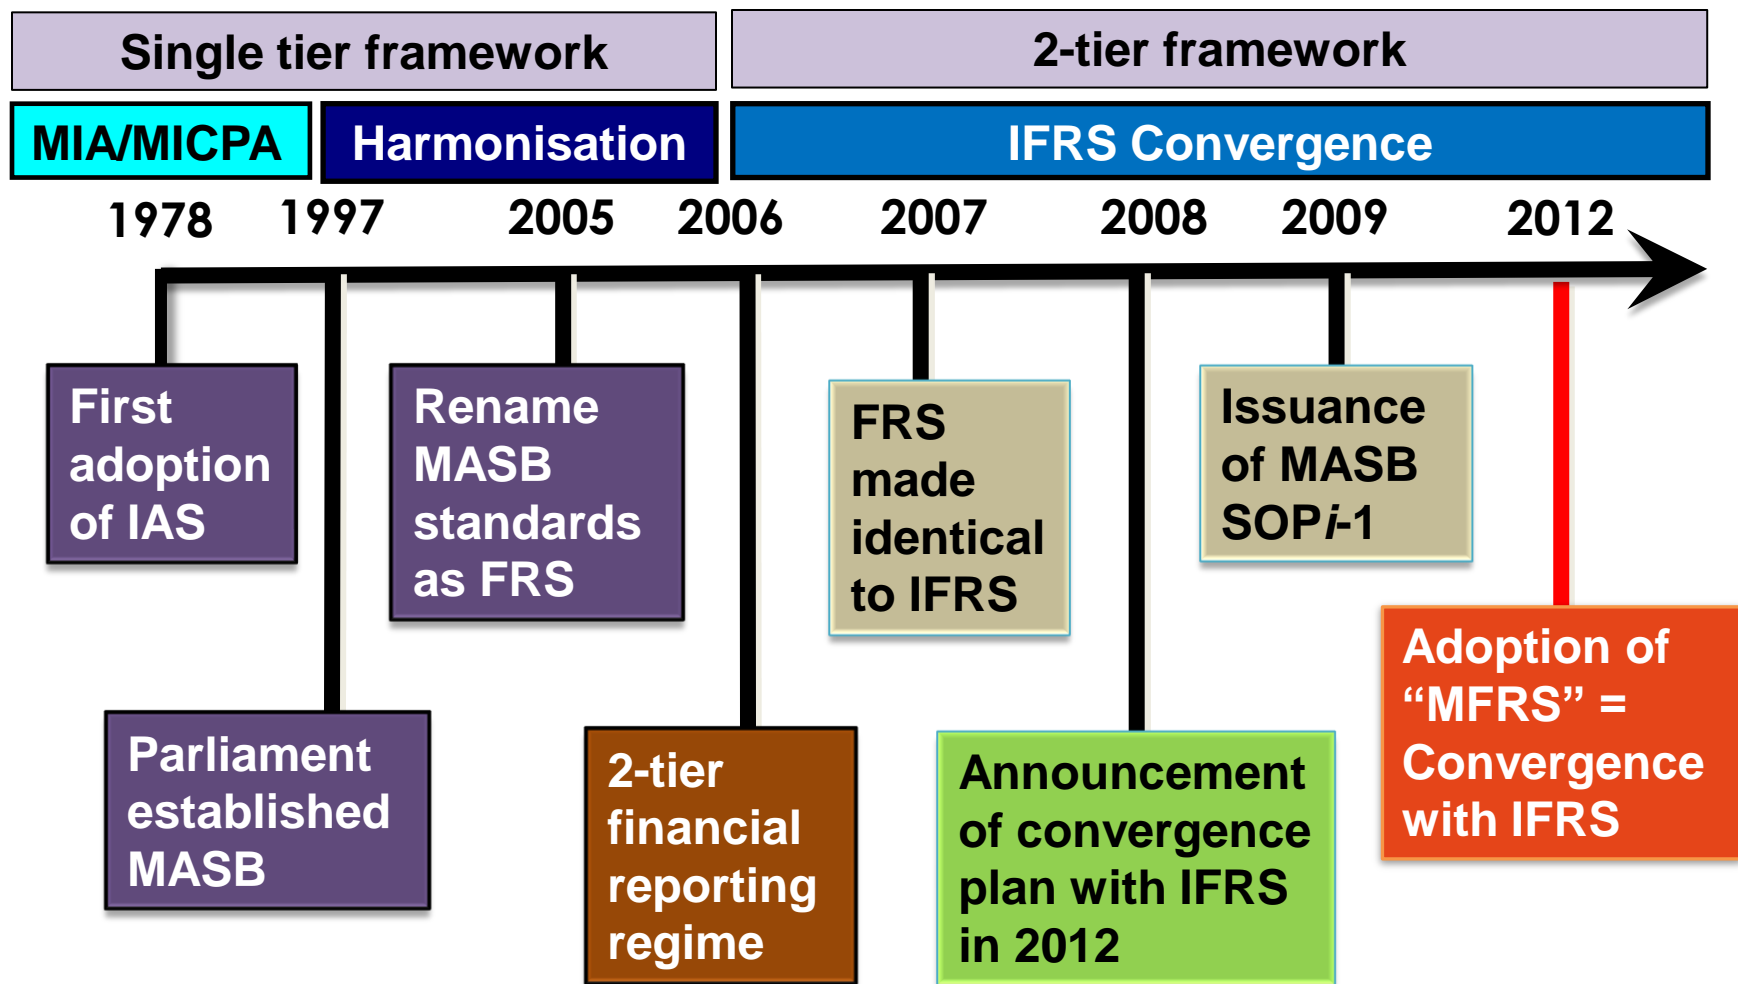 Single tier framework
2-tier framework
MIA/MICPA
Harmonisation
IFRS Convergence
1978
1997
2005
2006
2007
2008
2009
2012
First
adoption
of IAS
Parliament
established
MASB
Rename
MASB
standards
as FRS
2-tier
financial
reporting
regime
FRS
made
identical
to IFRS
Announcement
of convergence
plan with IFRS
in 2012
Issuance
of MASB
SOPi-1
Adoption of
“MFRS” =
Convergence
with IFRS